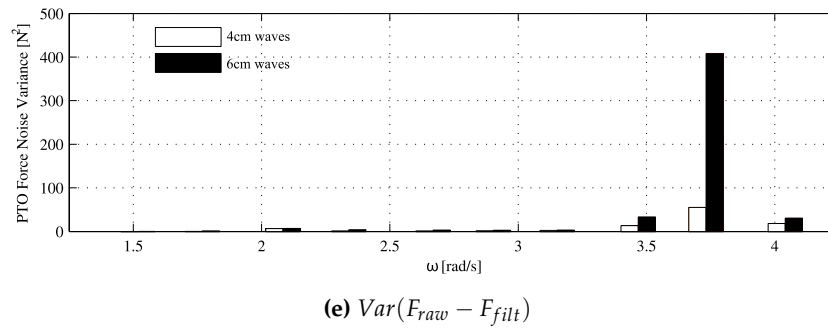 500
400
300
200
100
0
PTO Force Noise Variance [N²]
4cm waves
6cm waves
1.5 2 2.5 3 3.5 4
ω [rad/s]
(e) Var(F_raw − F_filt)